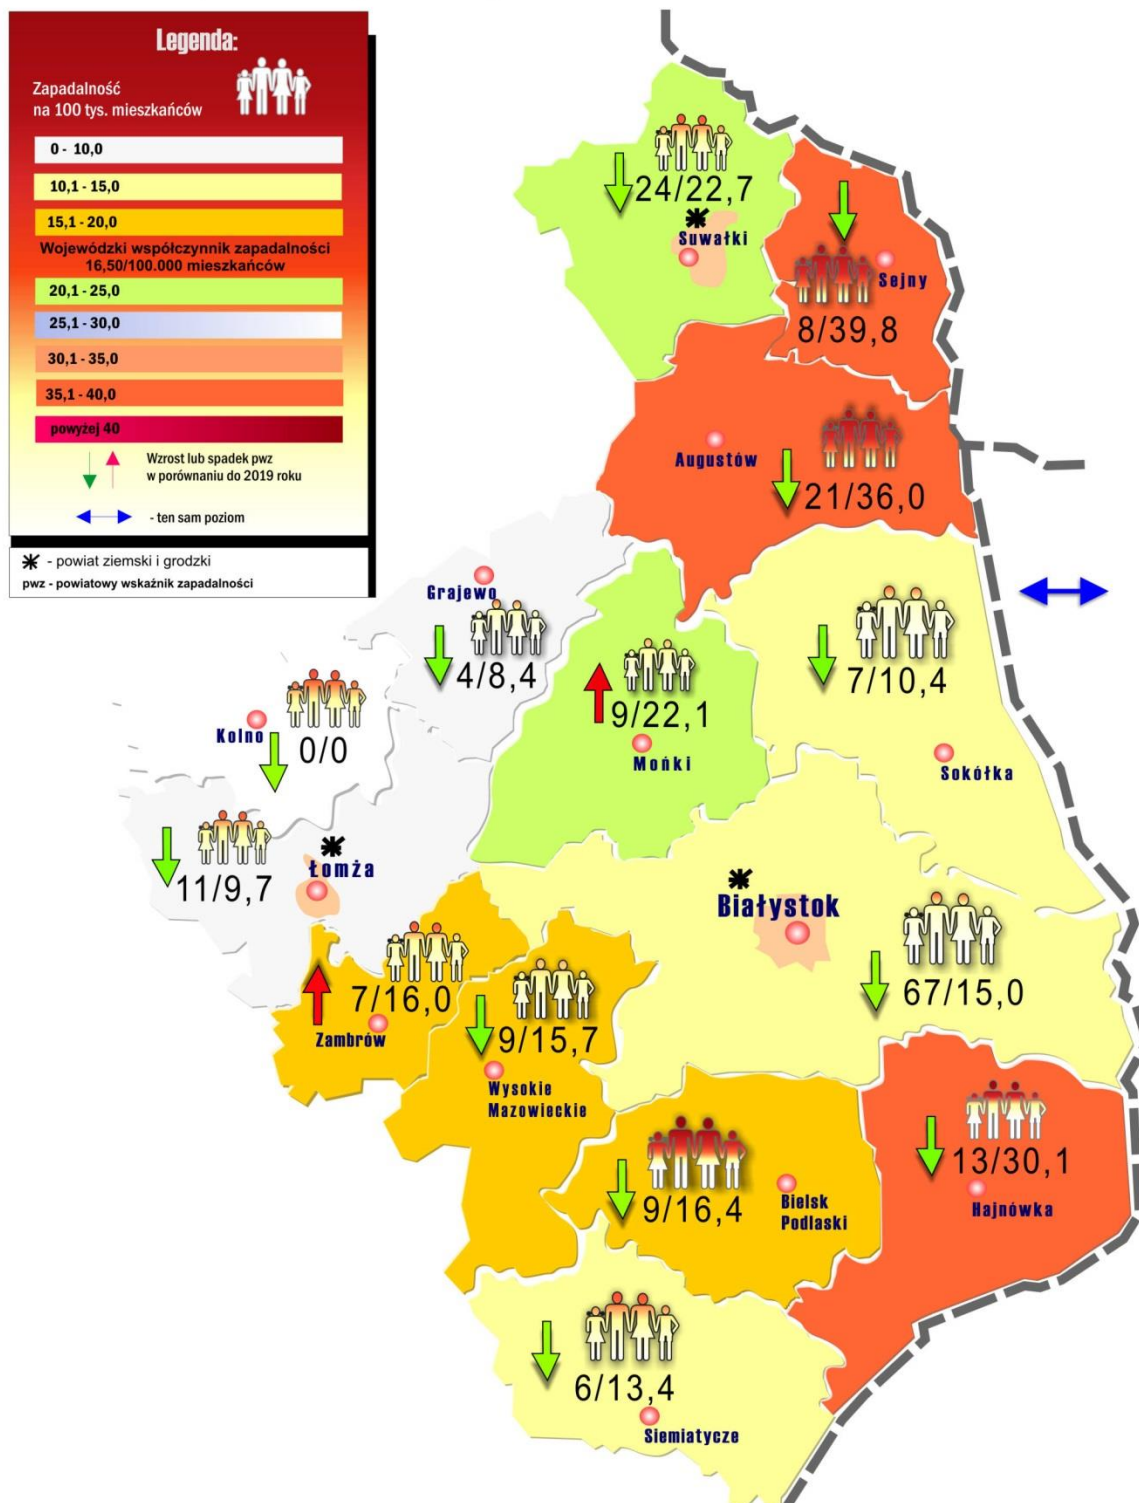 Legenda:
Zapadalność
na 100 tys. mieszkańców
0 - 10,0
10,1 - 15,0
15,1 - 20,0
Wojewódzki współczynnik zapadalności
16,50/100.000 mieszkańców
20,1 - 25,0
25,1 - 30,0
30,1 - 35,0
35,1 - 40,0
powyżej 40
Wzrost lub spadek pwz
w porównaniu do 2019 roku
- ten sam poziom
- powiat ziemski i grodzki
pwz - powiatowy wskaźnik zapadalności
24/22,7
Suwałki
Sejny
8/39,8
Augustów
21/36,0
Grajewo
4/8,4
7/10,4
Sokółka
9/22,1
Mońki
Kolno
0/0
11/9,7
Łomża
Białystok
67/15,0
7/16,0
Zambrów
9/15,7
Wysokie
Mazowieckie
13/30,1
Hajnówka
9/16,4
Bielsk
Podlaski
6/13,4
Siemiatycze